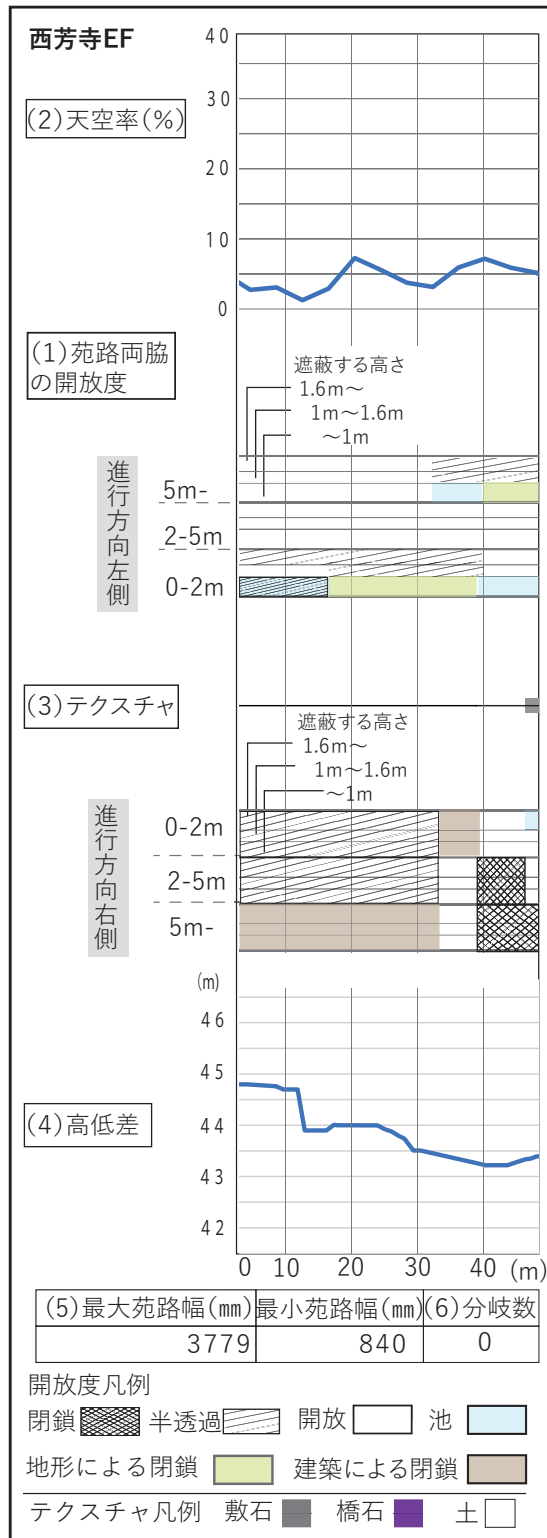 西芳寺EF
40
(2)天空率(%)
30
20
10
0
(1)苑路両脇
の開放度
遮蔽する高さ
1.6m〜
1m〜1.6m
〜1m
進行方向左側
5m-
2-5m
0-2m
(3)テクスチャ
遮蔽する高さ
1.6m〜
1m〜1.6m
〜1m
進行方向右側
0-2m
2-5m
5m-
(m)
46
45
(4)高低差
44
43
42
0 10 20 30 40 (m)
(5)最大苑路幅(㎜) 最小苑路幅(㎜) (6)分岐数
3779 840 0
開放度凡例
閉鎖 半透過 開放 池
地形による閉鎖 建築による閉鎖
テクスチャ凡例 敷石 橋石 土